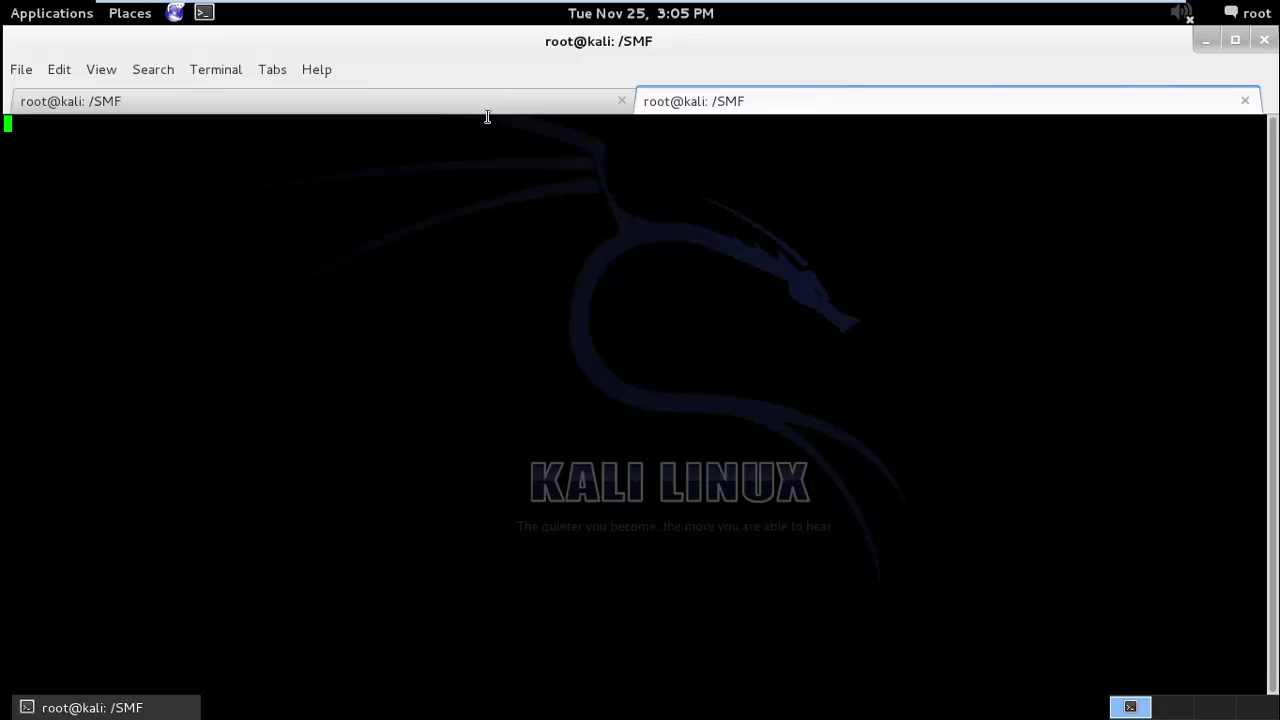 Applications Places Tue Nov 25, 3:05 PM root
root@kali: /SMF
File Edit View Search Terminal Tabs Help
root@kali: /SMF root@kali: /SMF
KALI LINUX
The quieter you become..the more you are able to hear
root@kali: /SMF